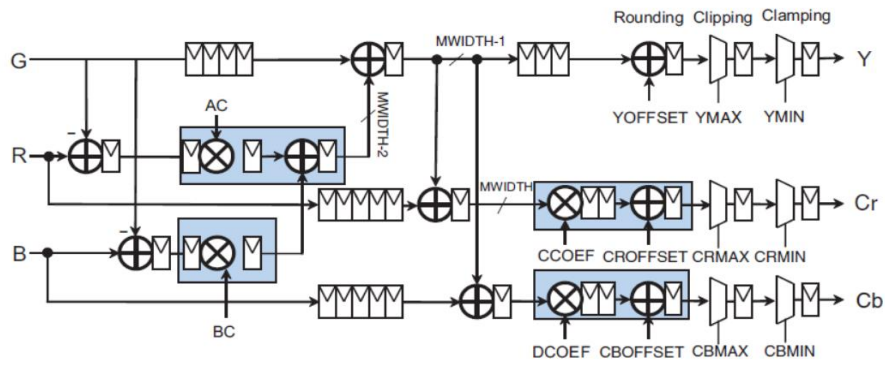 Rounding Clipping Clamping
MWIDTH-1
G
Y
AC
MWIDTH-2
YOFFSET YMAX YMIN
–
R
MWIDTH
Cr
–
CCOEF CROFFSET CRMAX CRMIN
B
Cb
BC
DCOEF CBOFFSET CBMAX CBMIN